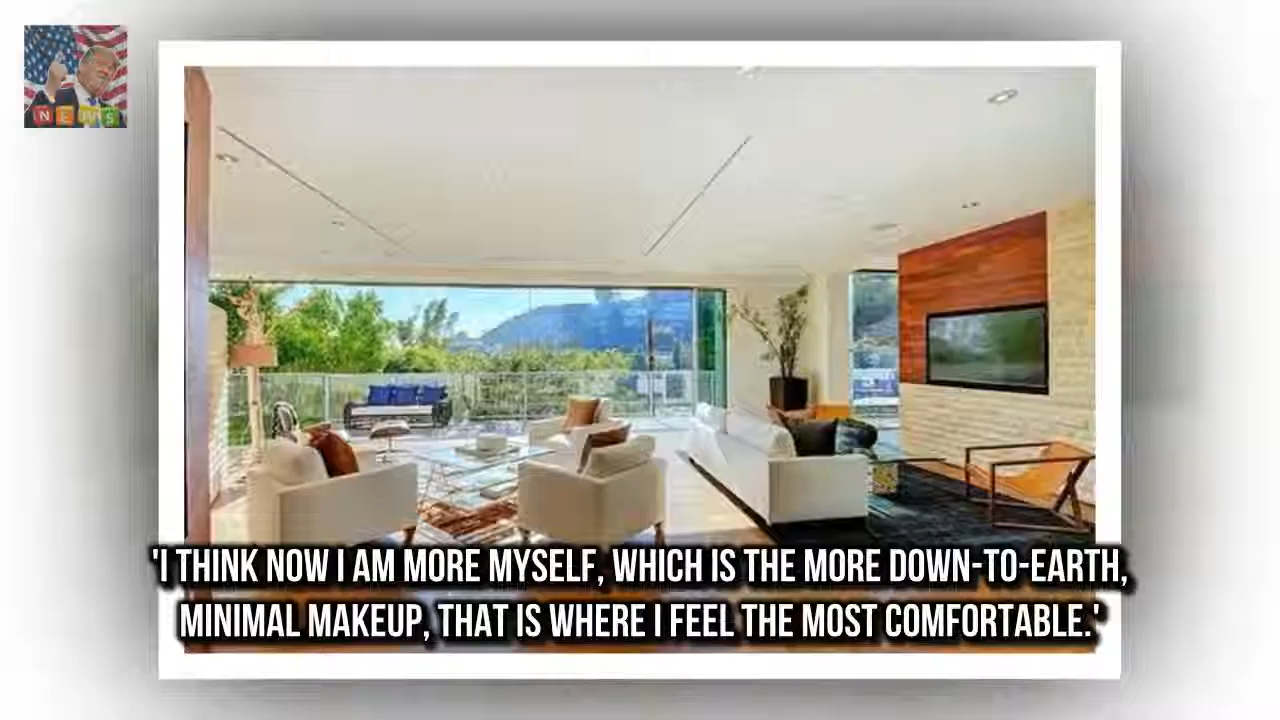 NEWS
'I THINK NOW I AM MORE MYSELF, WHICH IS THE MORE DOWN-TO-EARTH,
MINIMAL MAKEUP, THAT IS WHERE I FEEL THE MOST COMFORTABLE.'